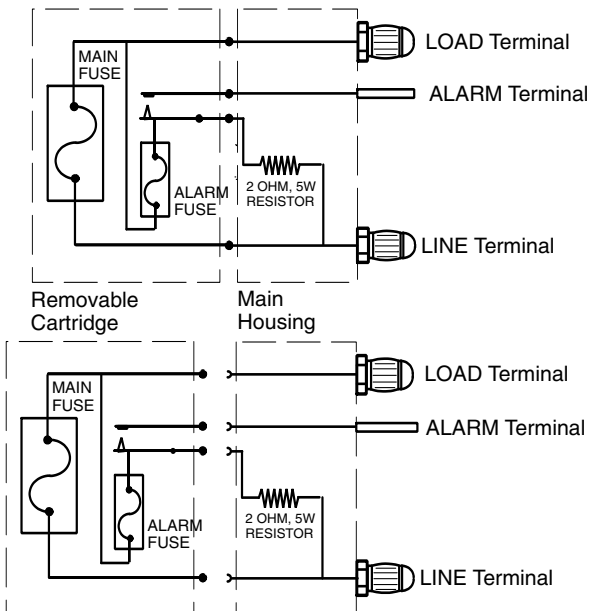 LOAD Terminal
MAIN
FUSE
ALARM Terminal
ALARM
FUSE
2 OHM, 5W
RESISTOR
LINE Terminal
Removable
Cartridge
Main
Housing
LOAD Terminal
MAIN
FUSE
ALARM Terminal
ALARM
FUSE
2 OHM, 5W
RESISTOR
LINE Terminal